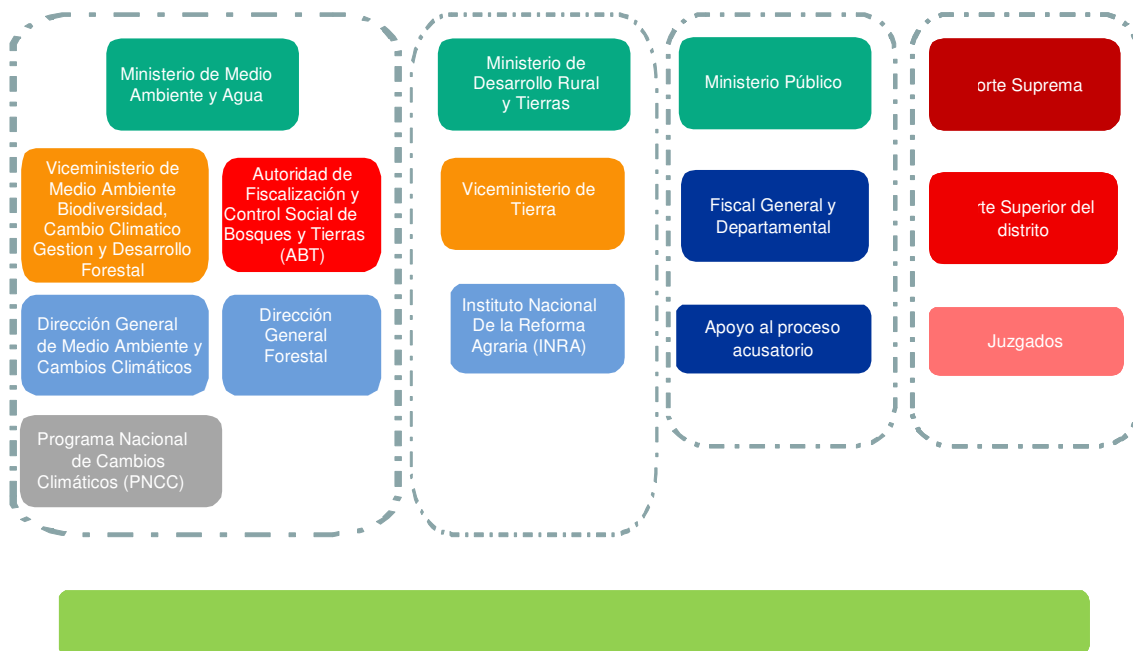 Ministerio de Medio
Ambiente y Agua
Viceministerio de
Medio Ambiente
Biodiversidad,
Cambio Climatico
Gestion y Desarrollo
Forestal
Autoridad de
Fiscalización y
Control Social de
Bosques y Tierras
(ABT)
Dirección General
de Medio Ambiente y
Cambios Climáticos
Dirección
General
Forestal
Programa Nacional
de Cambios
Climáticos (PNCC)
Ministerio de
Desarrollo Rural
y Tierras
Viceministerio de
Tierra
Instituto Nacional
De la Reforma
Agraria (INRA)
Ministerio Público
Fiscal General y
Departamental
Apoyo al proceso
acusatorio
orte Suprema
rte Superior del
distrito
Juzgados